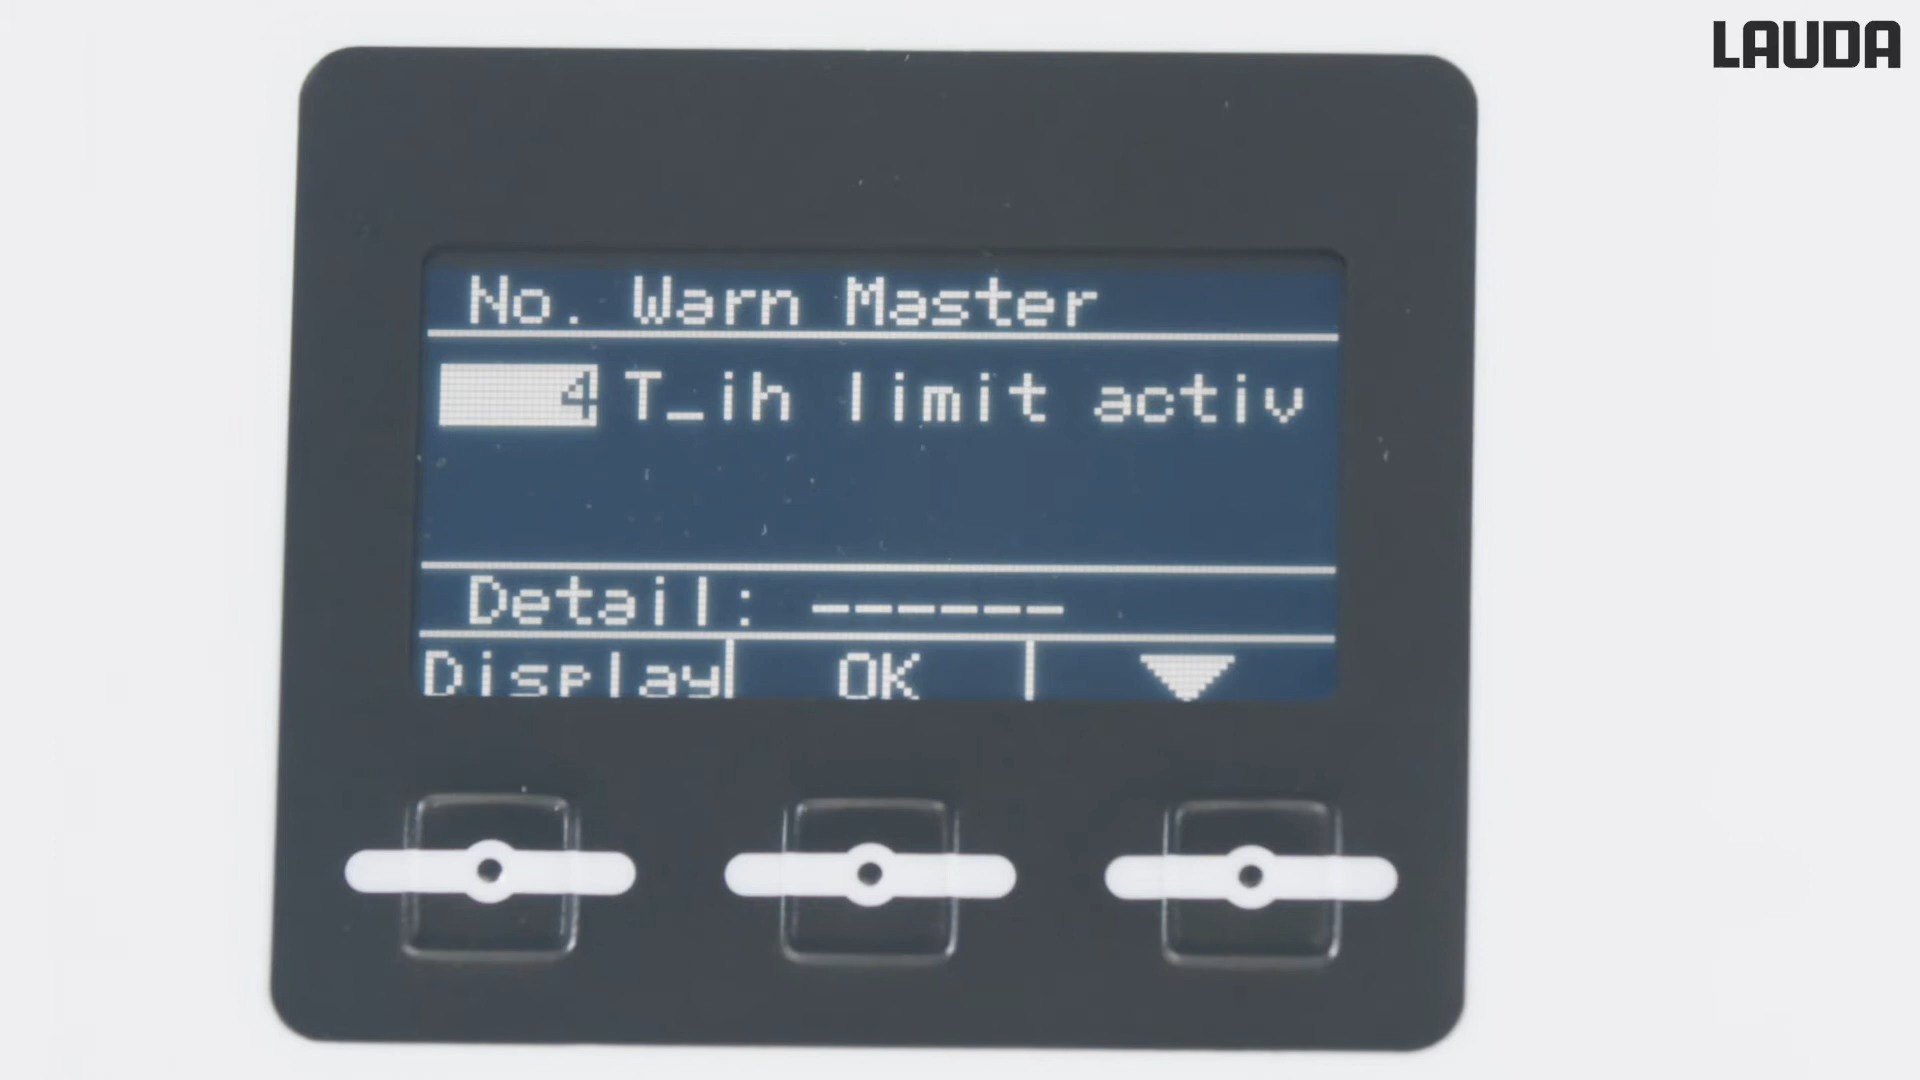 LAUDA
No. Warn Master
4 T_ih limit activ
Detail: ------
Display OK